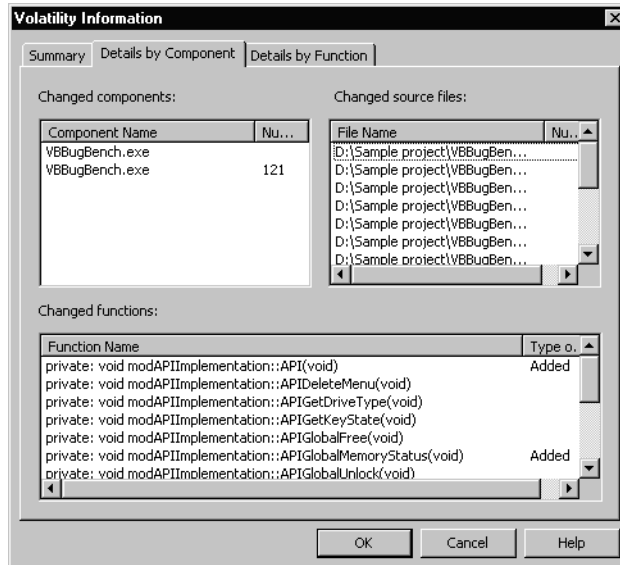 Volatility Information
Summary Details by Component Details by Function
Changed components: Changed source files:
Component Name Nu... File Name Nu..
VBBugBench.exe D:\Sample project\VBBugBen...
VBBugBench.exe 121 D:\Sample project\VBBugBen...
D:\Sample project\VBBugBen...
D:\Sample project\VBBugBen...
D:\Sample project\VBBugBen...
D:\Sample project\VBBugBen...
D:\Sample project\VBBugBen...
Changed functions:
Function Name Type o.
private: void modAPIImplementation::API(void) Added
private: void modAPIImplementation::APIDeleteMenu(void)
private: void modAPIImplementation::APIGetDriveType(void)
private: void modAPIImplementation::APIGetKeyState(void)
private: void modAPIImplementation::APIGlobalFree(void)
private: void modAPIImplementation::APIGlobalMemoryStatus(void) Added
private: void modAPIImplementation::APIGlobalUnlock(void)
OK Cancel Help